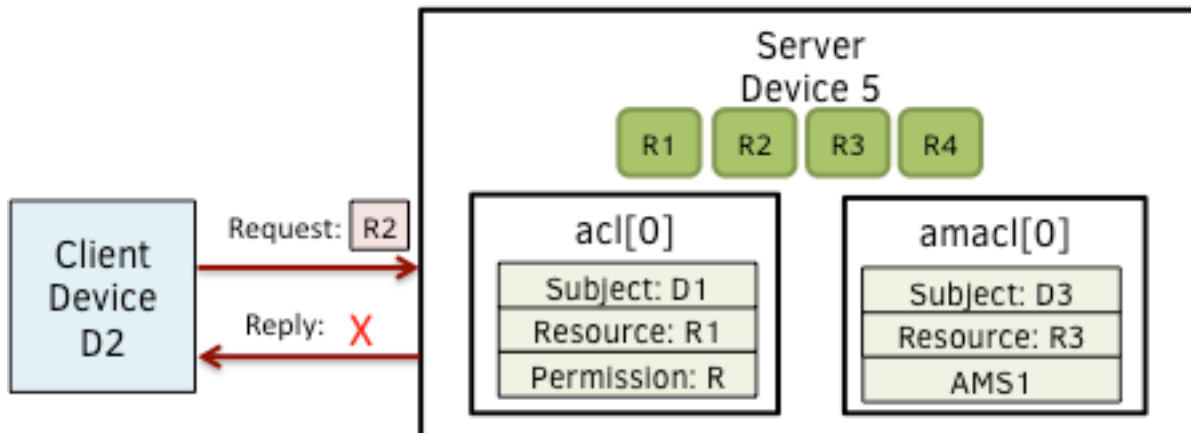 Server
Device 5
R1 R2 R3 R4
Client
Device
D2
Request: R2
Reply: X
acl[0]
Subject: D1
Resource: R1
Permission: R
amacl[0]
Subject: D3
Resource: R3
AMS1